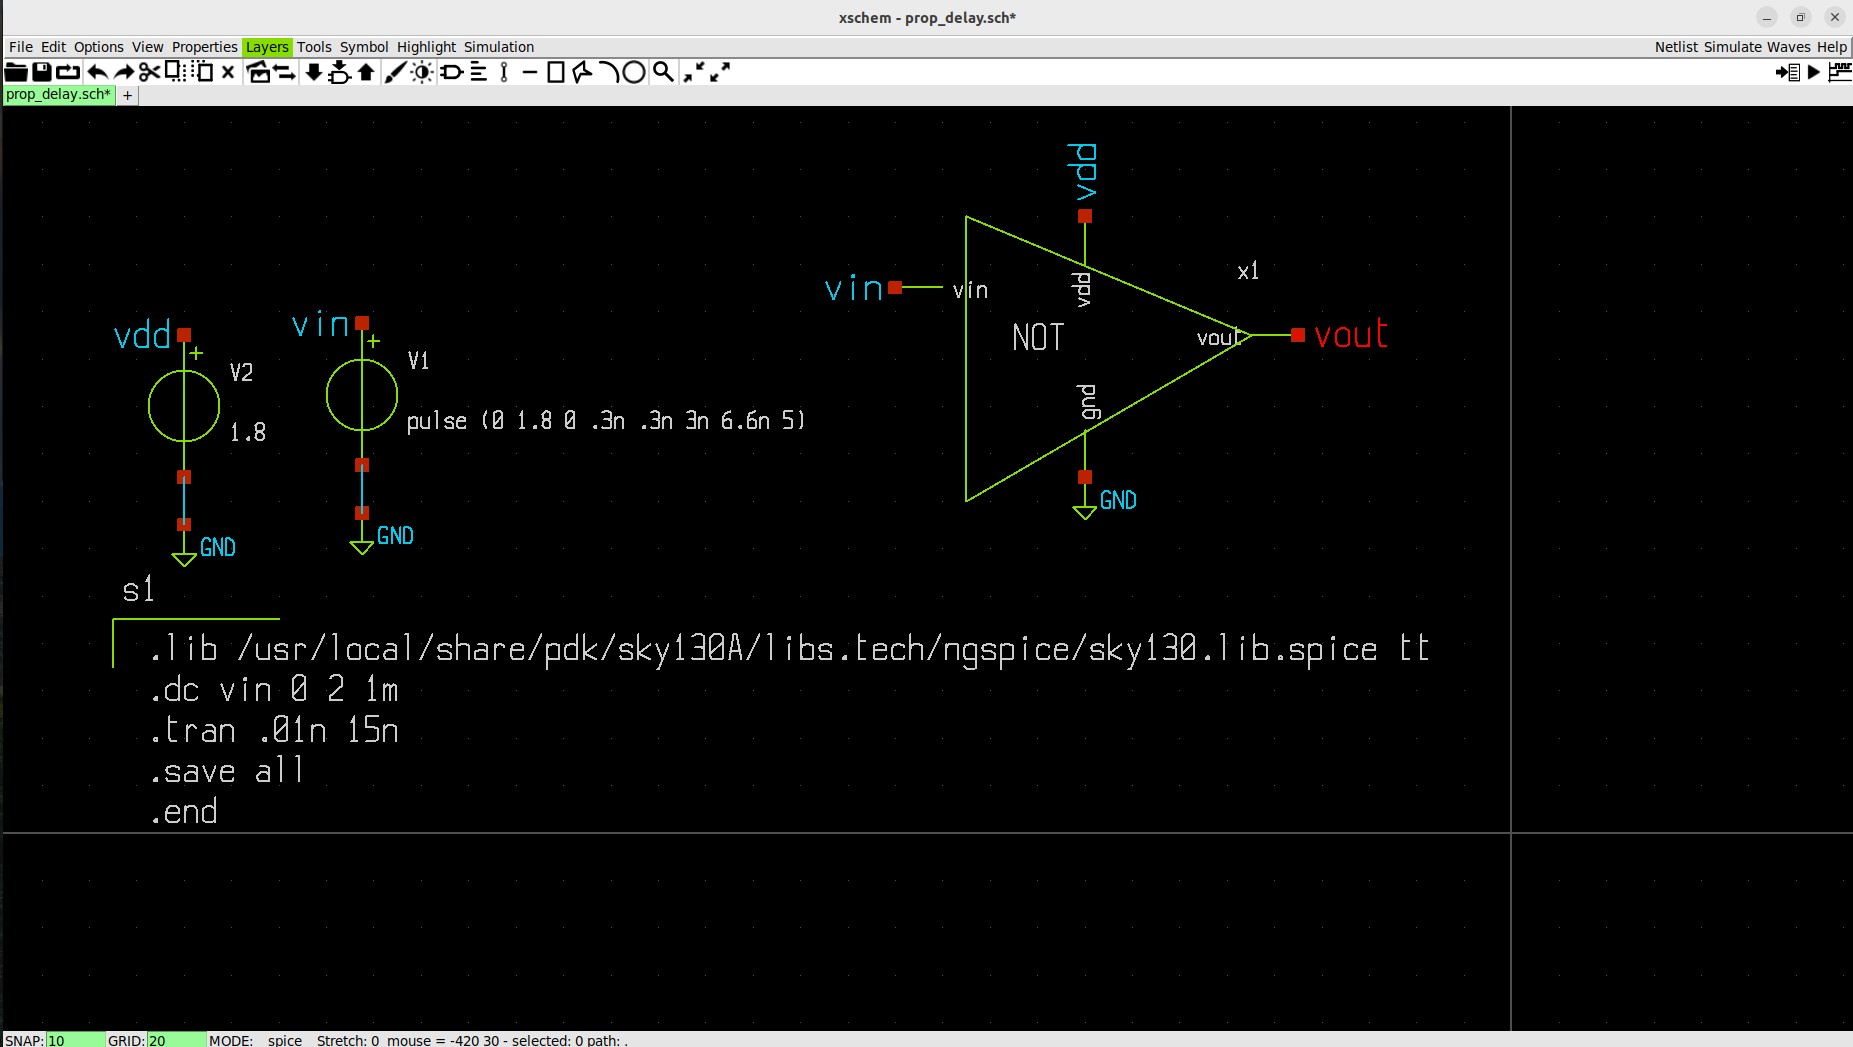 xschem - prop_delay.sch*
File Edit Options View Properties Layers Tools Symbol Highlight Simulation
Netlist Simulate Waves Help
prop_delay.sch* +
vdd
x1
vin
vin
vdd
NOT
vout
vout
gnd
GND
vdd
V2
1.8
GND
vin
V1
pulse (0 1.8 0 .3n .3n 3n 6.6n 5)
GND
s1
.lib /usr/local/share/pdk/sky130A/libs.tech/ngspice/sky130.lib.spice tt
.dc vin 0 2 1m
.tran .01n 15n
.save all
.end
SNAP: 10 GRID: 20 MODE: spice Stretch: 0 mouse = -420 30 - selected: 0 path: .